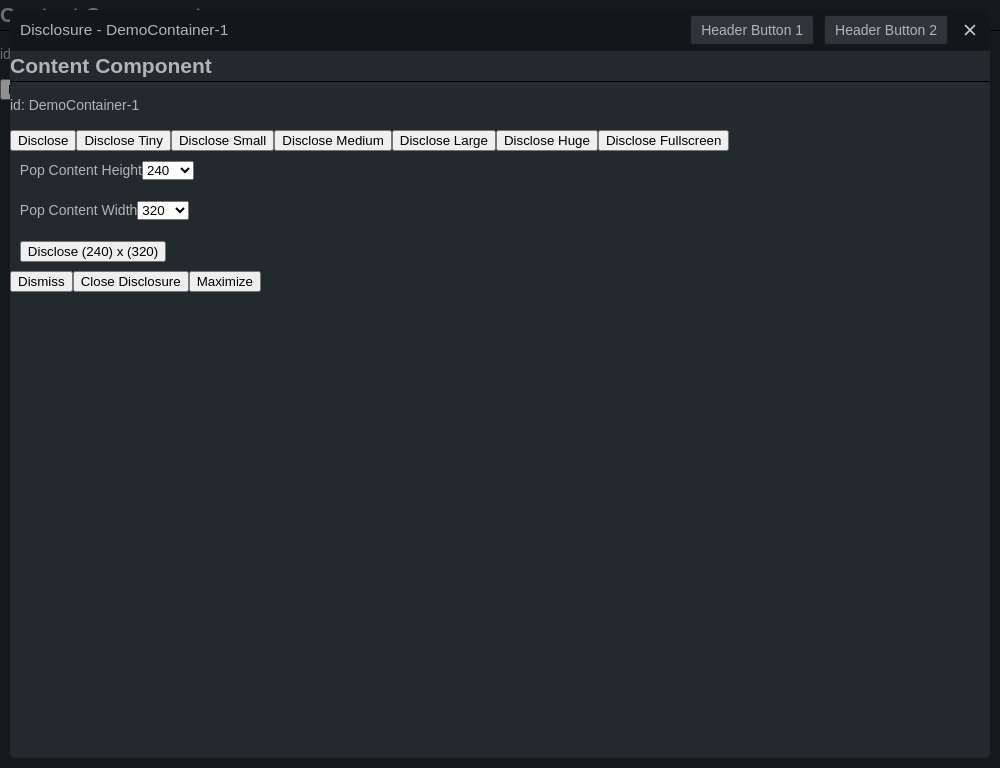 Disclosure - DemoContainer-1 Header Button 1 Header Button 2
Content Component
id: DemoContainer-1
Disclose Disclose Tiny Disclose Small Disclose Medium Disclose Large Disclose Huge Disclose Fullscreen
Pop Content Height 240
Pop Content Width 320
Disclose (240) x (320)
Dismiss Close Disclosure Maximize
id